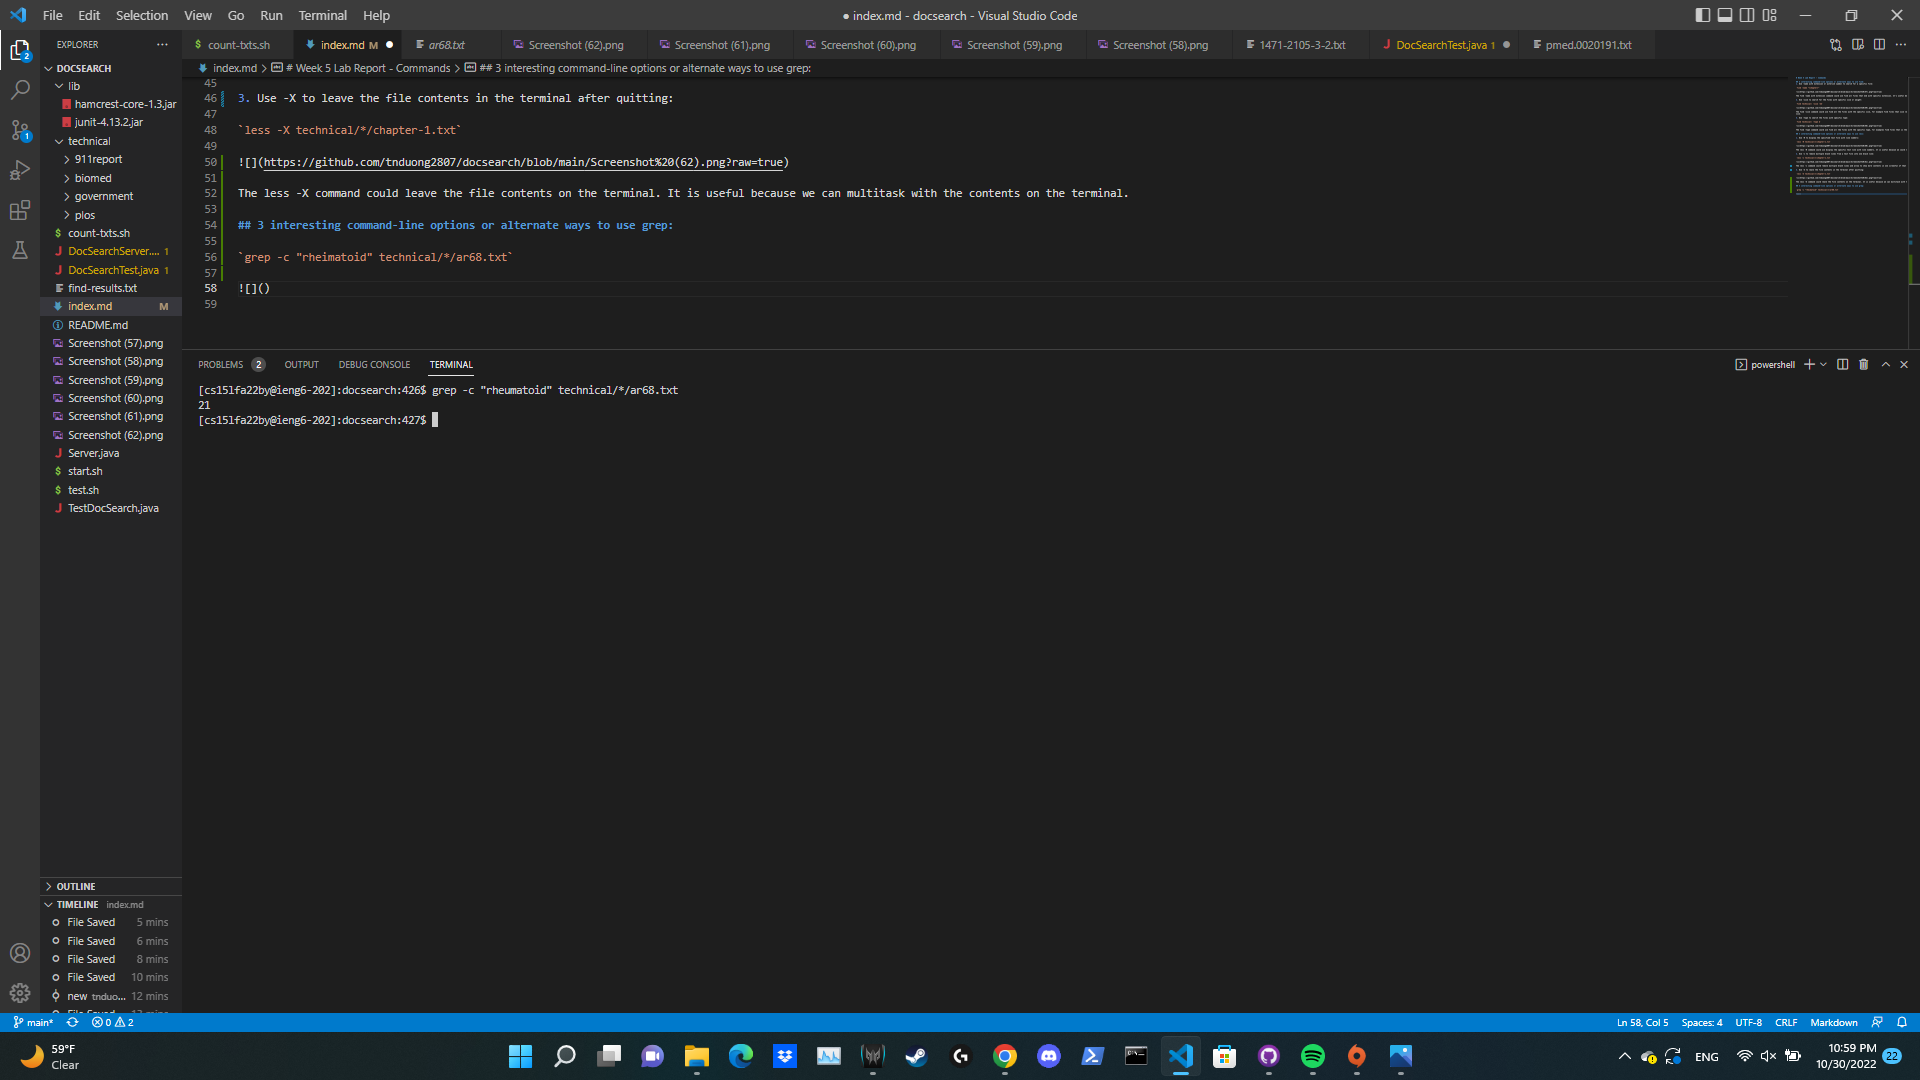 File Edit Selection View Go Run Terminal Help
● index.md - docsearch - Visual Studio Code
EXPLORER
count-txts.sh index.md M ar68.txt Screenshot (62).png Screenshot (61).png Screenshot (60).png Screenshot (59).png Screenshot (58).png 1471-2105-3-2.txt DocSearchTest.java 1 pmed.0020191.txt
index.md > # Week 5 Lab Report - Commands > ## 3 interesting command-line options or alternate ways to use grep:
DOCSEARCH
lib
hamcrest-core-1.3.jar
junit-4.13.2.jar
technical
911report
biomed
government
plos
count-txts.sh
DocSearchServer.... 1
DocSearchTest.java 1
find-results.txt
index.md M
README.md
Screenshot (57).png
Screenshot (58).png
Screenshot (59).png
Screenshot (60).png
Screenshot (61).png
Screenshot (62).png
Server.java
start.sh
test.sh
TestDocSearch.java
OUTLINE
TIMELINE index.md
File Saved 5 mins
File Saved 6 mins
File Saved 8 mins
File Saved 10 mins
new tnduo... 12 mins
45
46 3. Use -X to leave the file contents in the terminal after quitting:
47
48 `less -X technical/*/chapter-1.txt`
49
50 ![](https://github.com/tnduong2807/docsearch/blob/main/Screenshot%20(62).png?raw=true)
51
52 The less -X command could leave the file contents on the terminal. It is useful because we can multitask with the contents on the terminal.
53
54 ## 3 interesting command-line options or alternate ways to use grep:
55
56 `grep -c "rheimatoid" technical/*/ar68.txt`
57
58 ![]()
59
PROBLEMS 2 OUTPUT DEBUG CONSOLE TERMINAL
powershell
[cs15lfa22by@ieng6-202]:docsearch:426$ grep -c "rheumatoid" technical/*/ar68.txt
21
[cs15lfa22by@ieng6-202]:docsearch:427$
main* 0 2
Ln 58, Col 5 Spaces: 4 UTF-8 CRLF Markdown
59°F
Clear
ENG
10:59 PM
10/30/2022
22